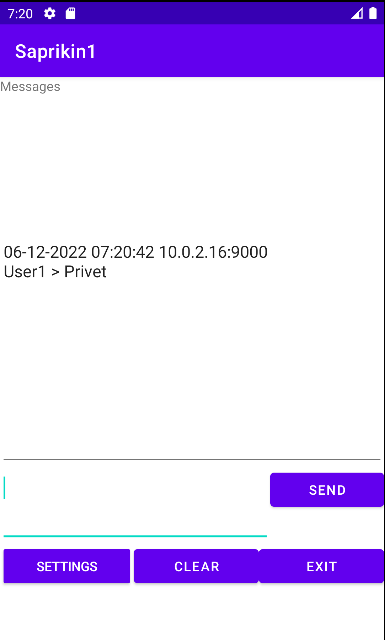 7:20
Saprikin1
Messages
06-12-2022 07:20:42 10.0.2.16:9000
User1 > Privet
SEND
SETTINGS CLEAR EXIT